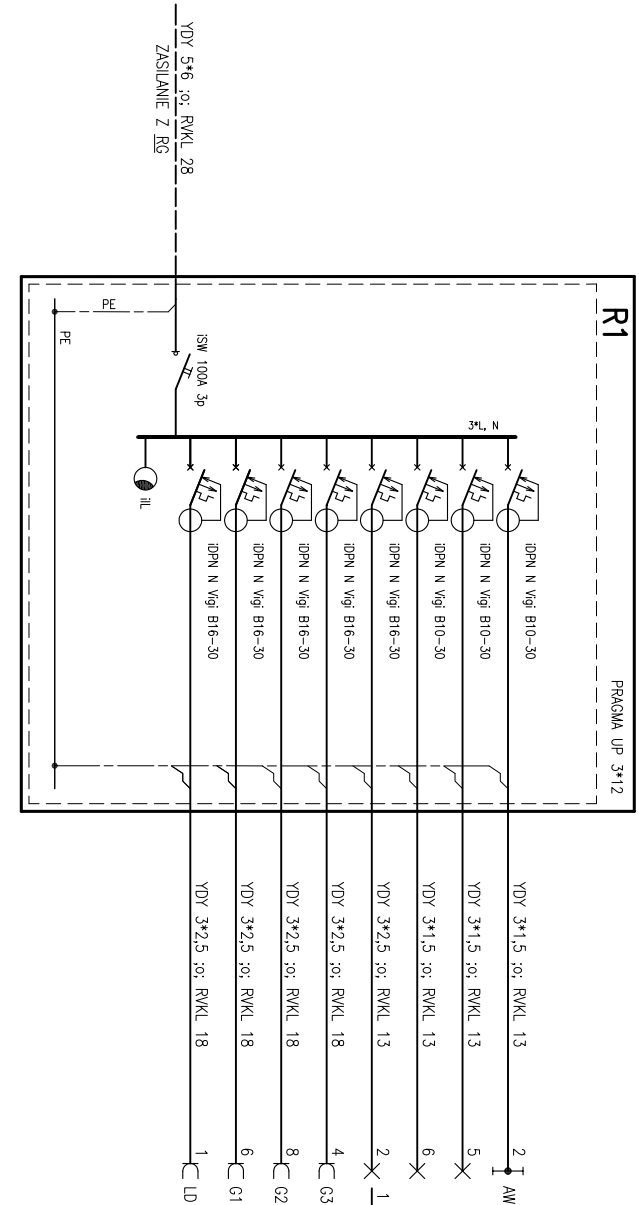 R1
PRAGMA UP 3*12
iDPN N Vigi B10-30
YDY 3*1,5 ;o; RVKL 13
2
AW
3*L, N
iDPN N Vigi B10-30
YDY 3*1,5 ;o; RVKL 13
5
iDPN N Vigi B10-30
YDY 3*1,5 ;o; RVKL 13
6
iDPN N Vigi B16-30
YDY 3*2,5 ;o; RVKL 13
2
1
iDPN N Vigi B16-30
YDY 3*2,5 ;o; RVKL 18
4
G3
iDPN N Vigi B16-30
YDY 3*2,5 ;o; RVKL 18
8
G2
iDPN N Vigi B16-30
YDY 3*2,5 ;o; RVKL 18
6
G1
iDPN N Vigi B16-30
YDY 3*2,5 ;o; RVKL 18
1
LD
YDY 5*6 ;o; RVKL 28
ZASILANIE Z RG
iSW 100A 3p
iIL
PE
PE